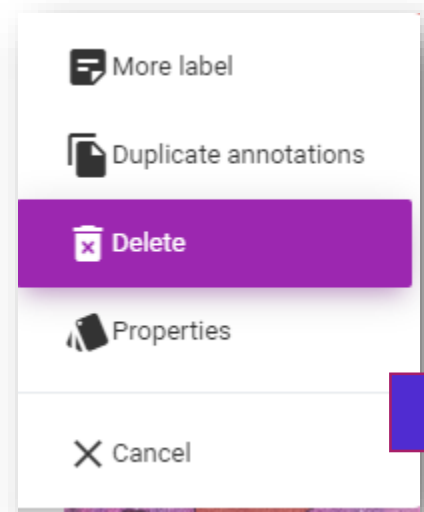 More label
Duplicate annotations
Delete
Properties
Cancel